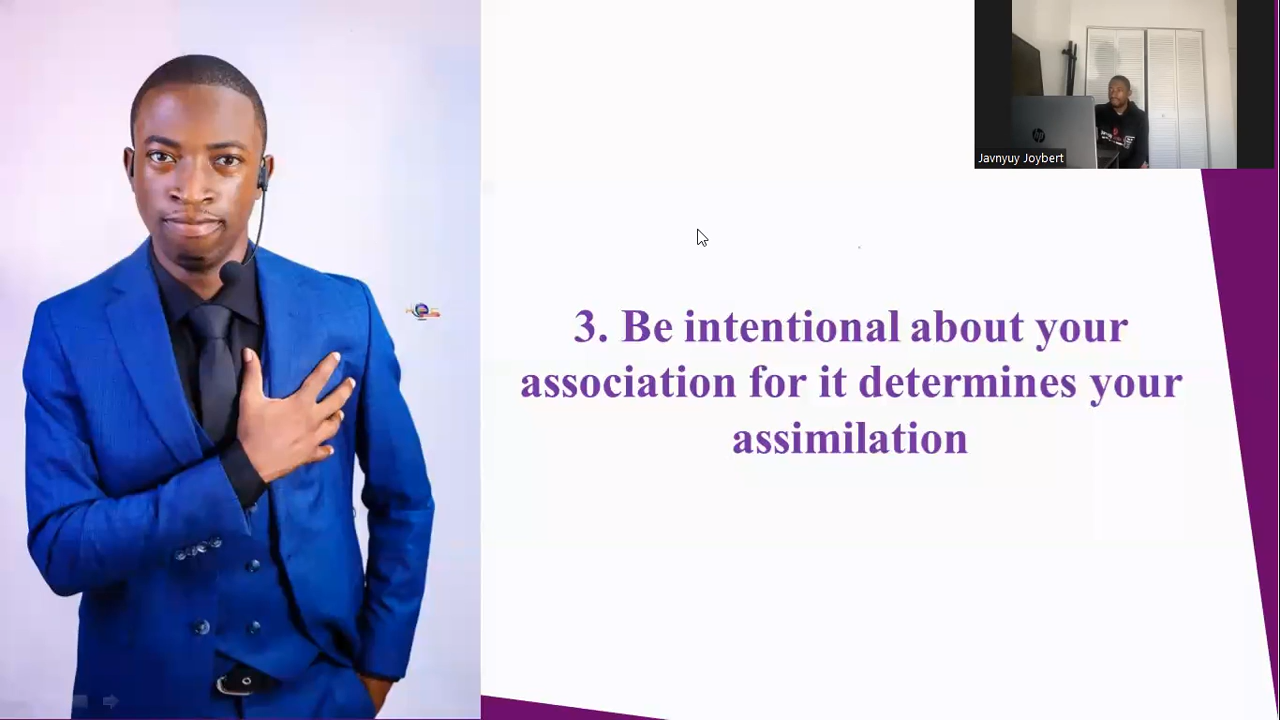 Javnyuy Joybert
3. Be intentional about your
association for it determines your
assimilation